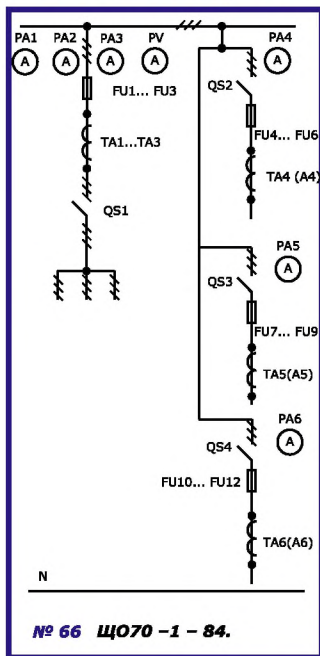 PA1 PA2 PA3 PV PA4
A A A A A
QS2
FU1... FU3
FU4... FU6
TA1...TA3
TA4 (A4)
QS1
PA5
A
QS3
FU7... FU9
TA5(A5)
PA6
A
QS4
FU10... FU12
TA6(A6)
N
№ 66 ЩО70 –1 – 84.